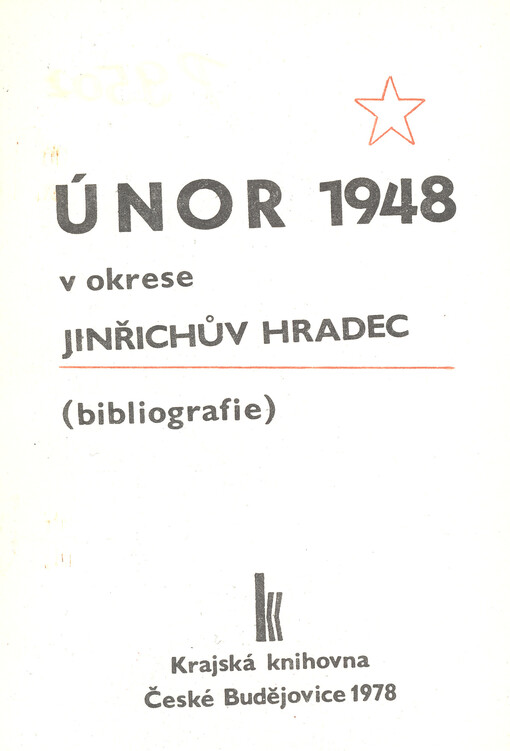 ÚNOR 1948
v okrese
JINŘICHŮV HRADEC
(bibliografie)
Krajská knihovna
České Budějovice 1978